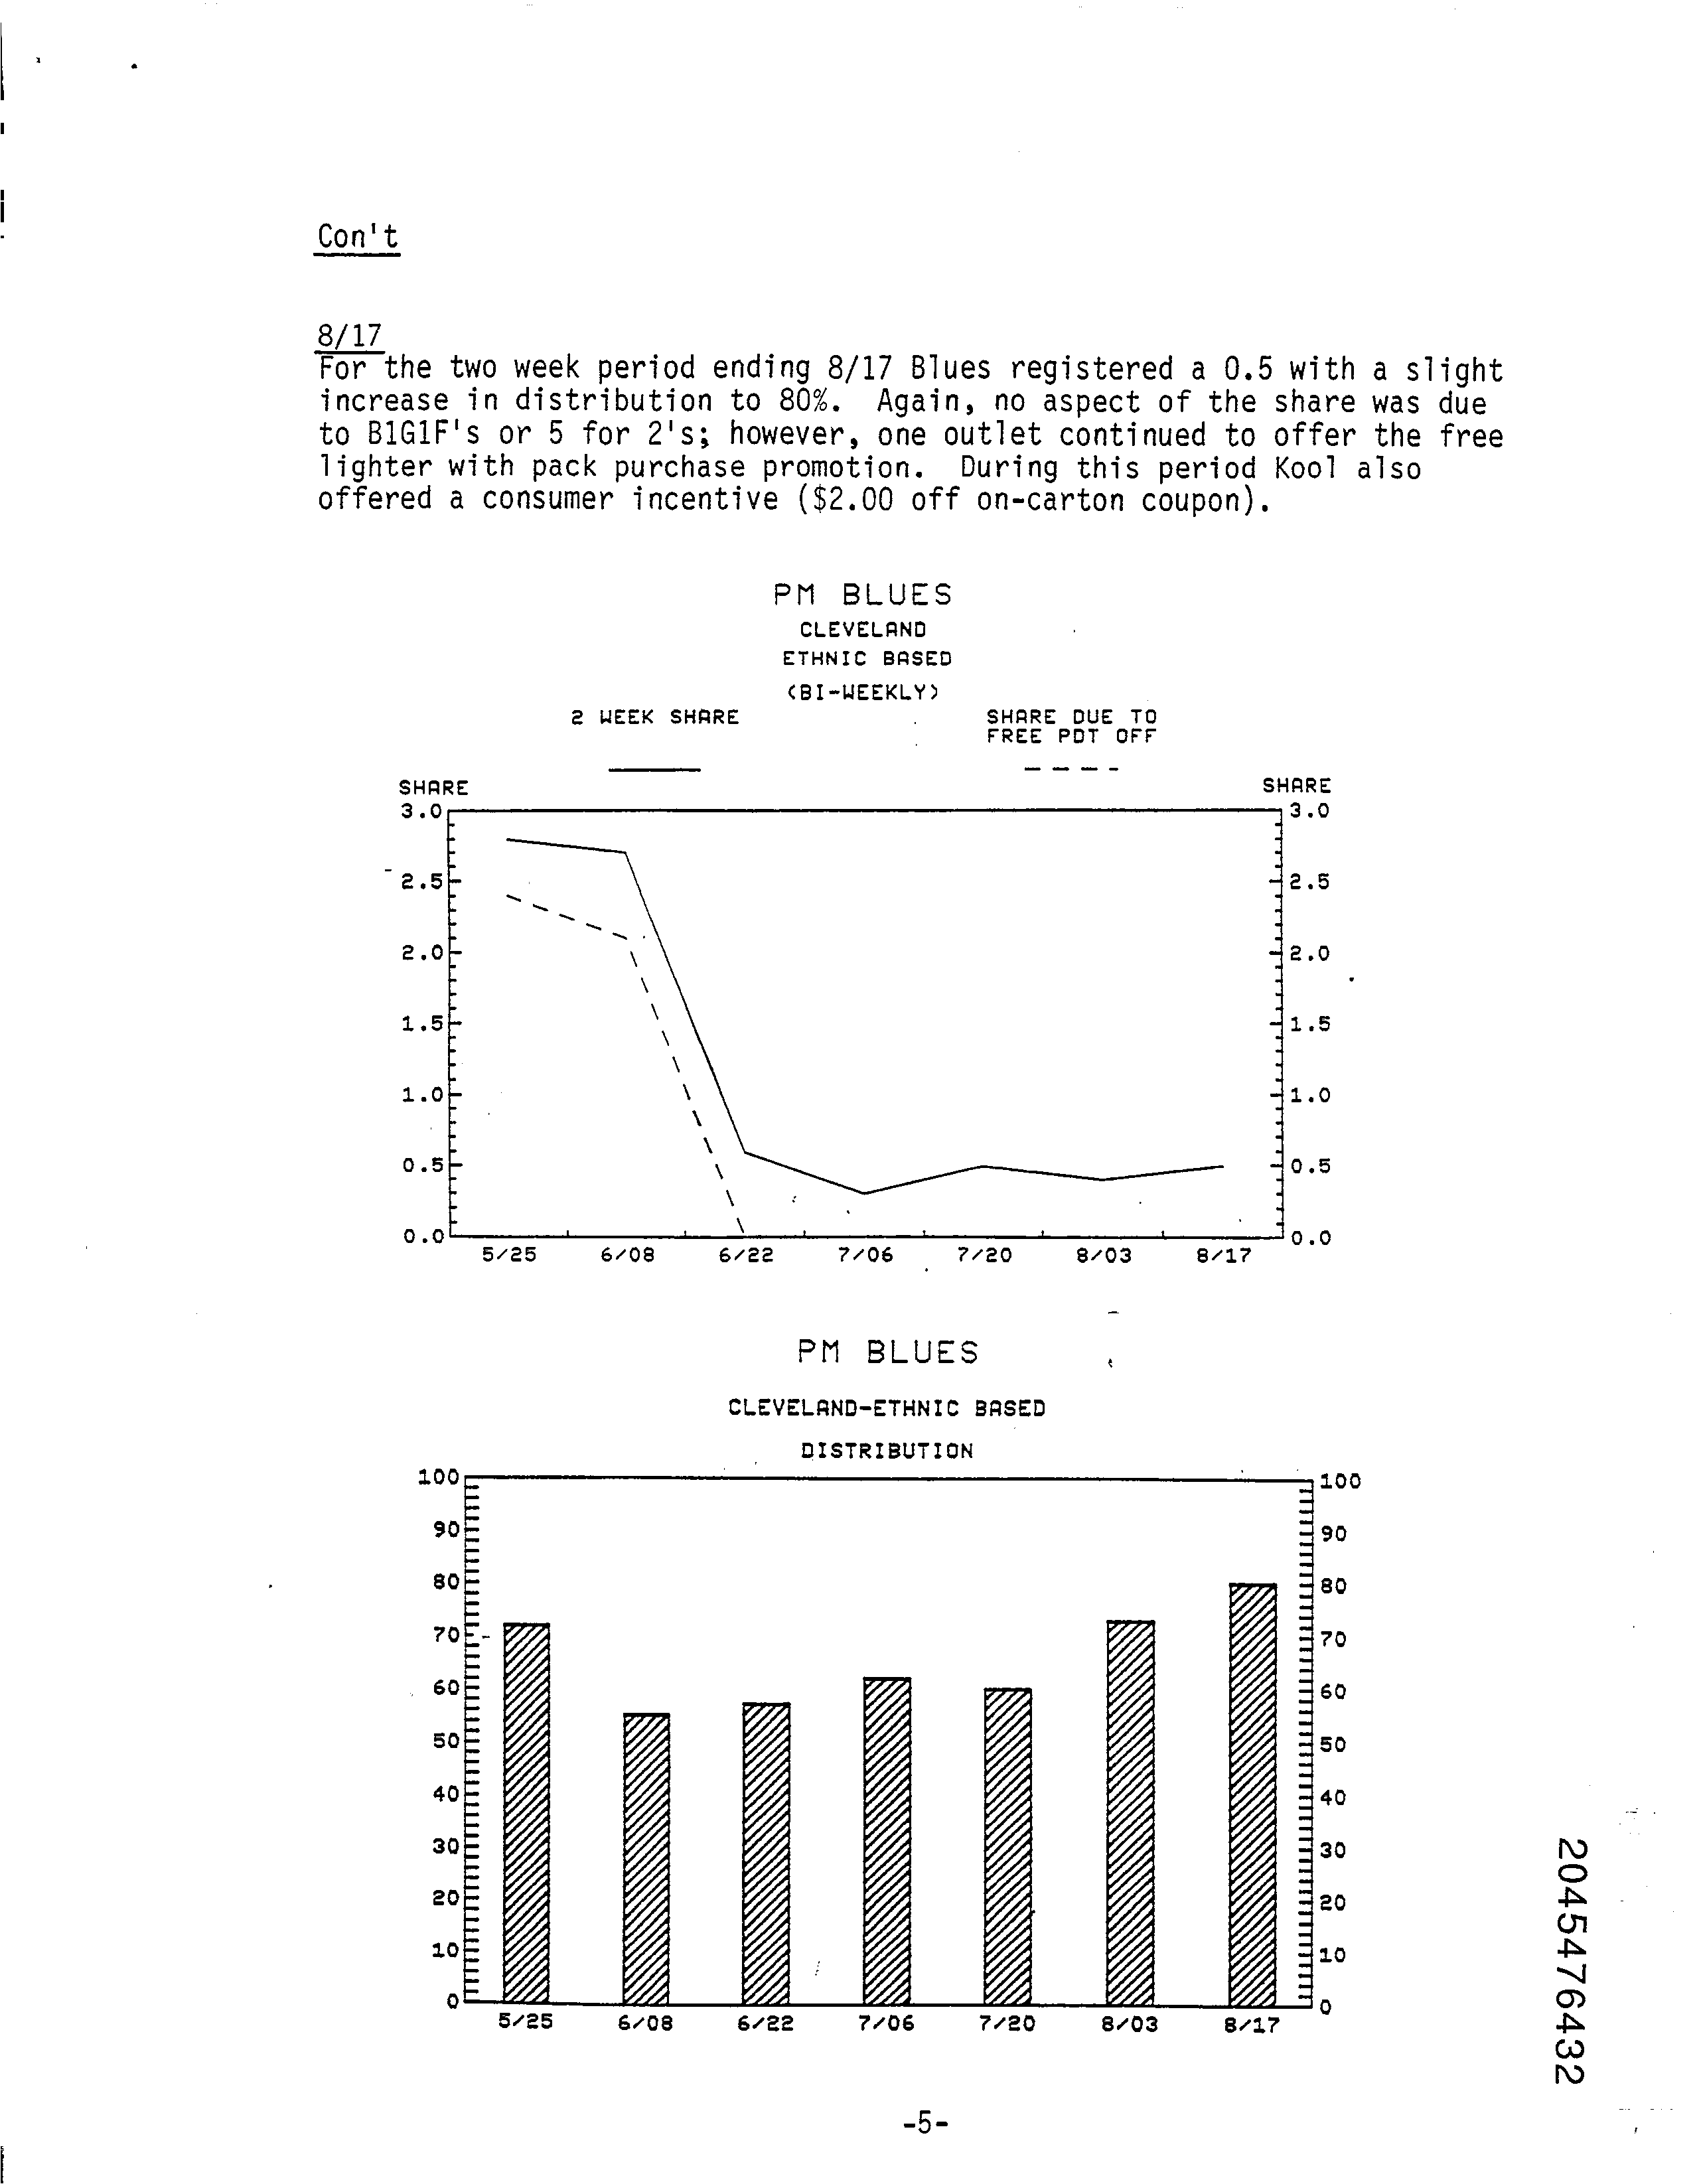 Con't
8/17
For the two week period ending 8/17 Blues registered a 0.5 with a slight
increase in distribution to 80%.  Again, no aspect of the share was due
to B1G1F's or 5 for 2's; however, one outlet continued to offer the free
lighter with pack purchase promotion.  During this period Kool also
offered a consumer incentive ($2.00 off on-carton coupon).
PM BLUES
CLEVELAND
ETHNIC BASED
(BI-WEEKLY)
2 WEEK SHARE SHARE DUE TO
FREE PDT OFF
SHARE SHARE
3.0 3.0
2.5 2.5
2.0 2.0
1.5 1.5
1.0 1.0
0.5 0.5
0.0 0.0
5/25 6/08 6/22 7/06 7/20 8/03 8/17
PM BLUES
CLEVELAND-ETHNIC BASED
DISTRIBUTION
100 100
90 90
80 80
70 70
60 60
50 50
40 40
30 30
20 20
10 10
0 0
5/25 6/08 6/22 7/06 7/20 8/03 8/17
2045476432
-5-